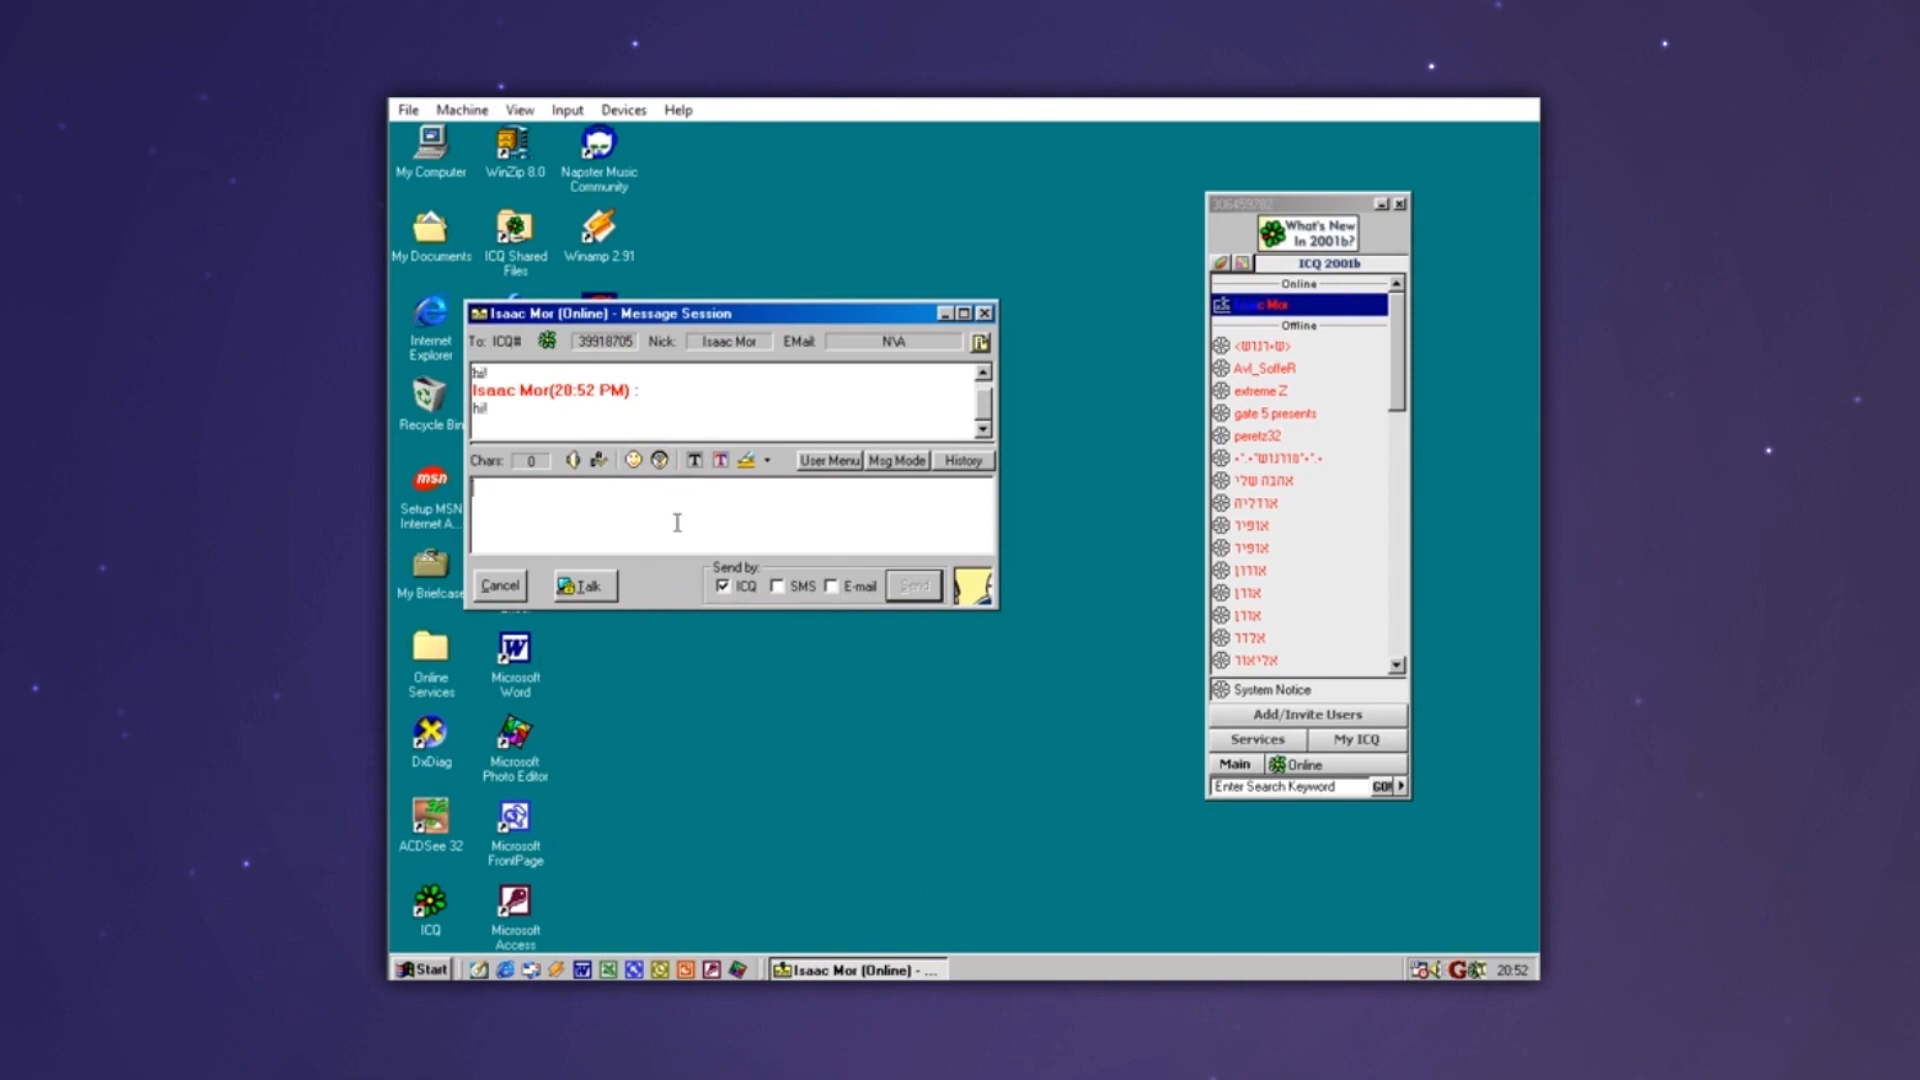 File Machine View Input Devices Help
My Computer
WinZip 8.0
Napster Music
Community
My Documents
ICQ Shared
Files
Winamp 2.91
Internet
Explorer
Recycle Bin
msn
Setup MSN
Internet A...
My Briefcase
Online
Services
Microsoft
Word
DxDiag
Microsoft
Photo Editor
ACDSee 32
Microsoft
FrontPage
ICQ
Microsoft
Access
Isaac Mor (Online) - Message Session
To: ICQ# 39918705 Nick: Isaac Mor EMail: N\A
hi!
Isaac Mor(20:52 PM) :
hi!
Chars: 0 User Menu Msg Mode History
Send by:
Cancel Talk ICQ SMS E-mail Send
306459782
What's New
In 2001b?
ICQ 2001b
Online
Isaac Mor
Offline
extreme Z
gate 5 presents
peretz32
אהבה שלי
אודליה
אופיר
אופיר
אורון
אורן
אורן
אלדר
אליאור
System Notice
Add/Invite Users
Services My ICQ
Main Online
Enter Search Keyword GO!
Start Isaac Mor (Online) - ... 20:52